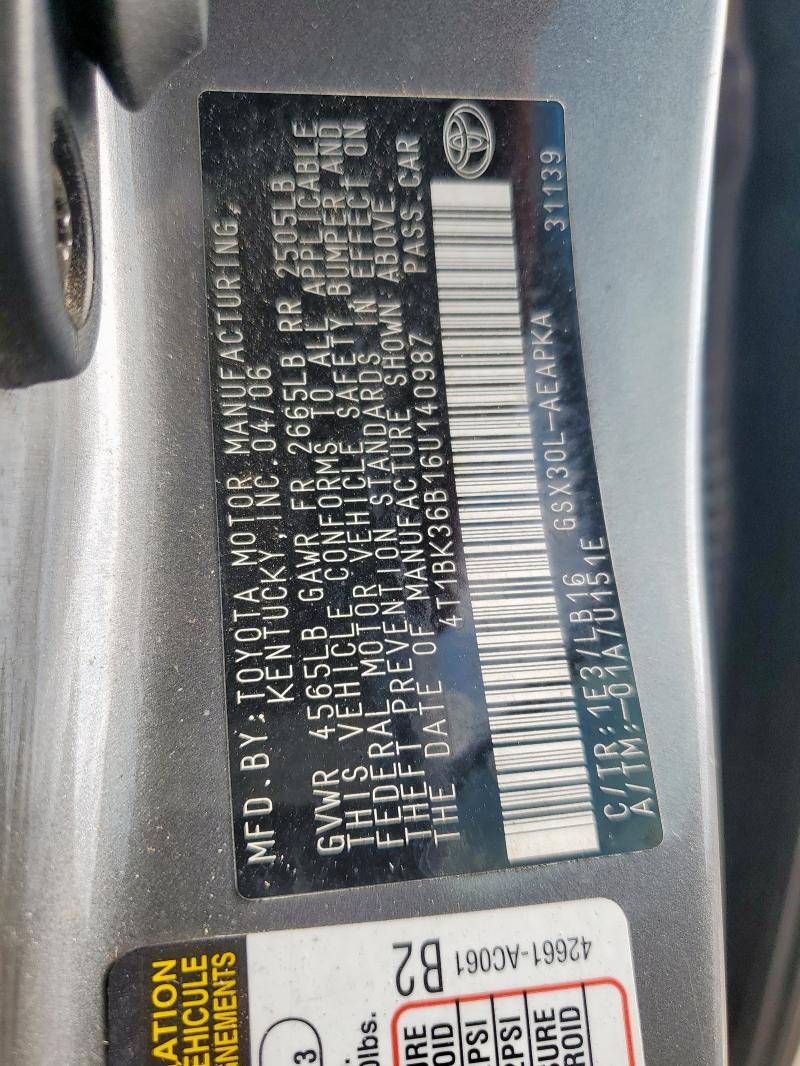 MFD.BY:TOYOTA MOTOR MANUFACTURING,
KENTUCKY,INC. 04/06
GVWR 4565LB GAWR FR 2665LB RR 2505LB
THIS VEHICLE CONFORMS TO ALL APPLICABLE
FEDERAL MOTOR VEHICLE SAFETY,BUMPER,AND
THEFT PREVENTION STANDARDS IN EFFECT ON
THE DATE OF MANUFACTURE SHOWN ABOVE.
4T1BK36B16U140987 PASS.CAR
C/TR:1E3/LB16 GSX30L-AEAPKA 31139
A/TM:-01A/U151E
B2
42661-AC061